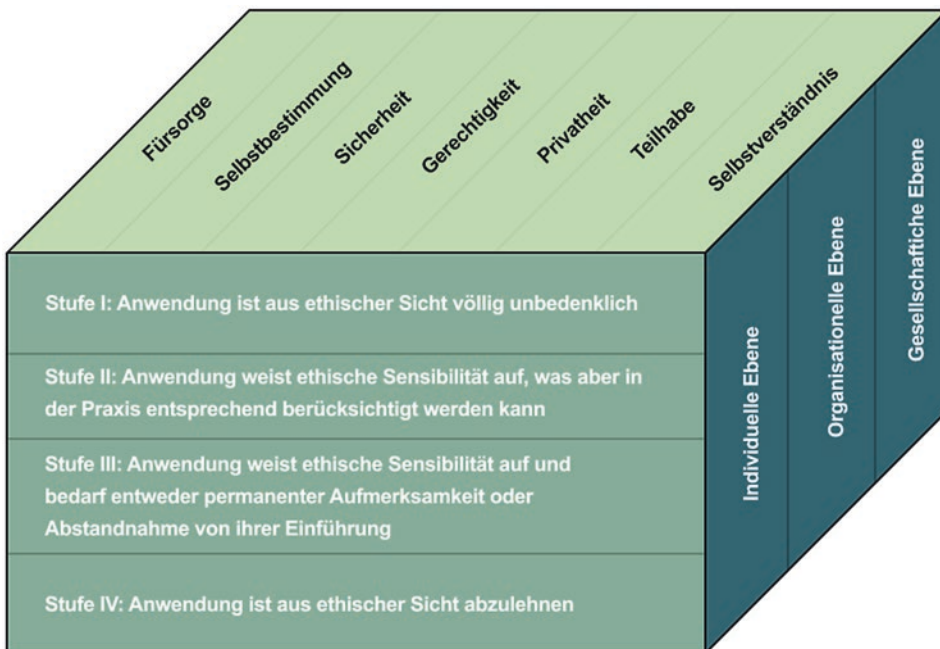 Fürsorge
Selbstbestimmung
Sicherheit
Gerechtigkeit
Privatheit
Teilhabe
Selbstverständnis
Stufe I: Anwendung ist aus ethischer Sicht völlig unbedenklich
Stufe II: Anwendung weist ethische Sensibilität auf, was aber in
der Praxis entsprechend berücksichtigt werden kann
Stufe III: Anwendung weist ethische Sensibilität auf und
bedarf entweder permanenter Aufmerksamkeit oder
Abstandnahme von ihrer Einführung
Stufe IV: Anwendung ist aus ethischer Sicht abzulehnen
Individuelle Ebene
Organisationelle Ebene
Gesellschaftiche Ebene